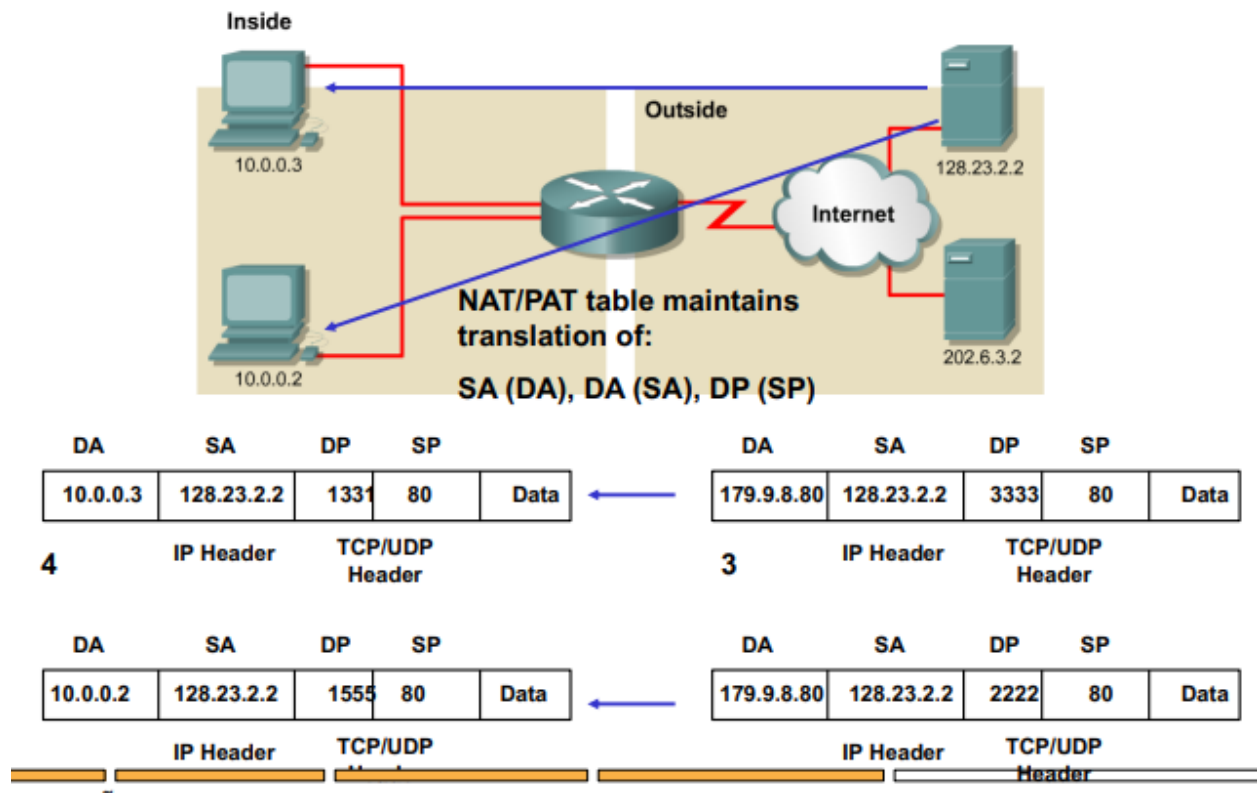 Inside
Outside
10.0.0.3
128.23.2.2
Internet
NAT/PAT table maintains
translation of:
202.6.3.2
10.0.0.2
SA (DA), DA (SA), DP (SP)
DA SA DP SP
10.0.0.3 128.23.2.2 1331 80 Data
IP Header TCP/UDP
Header
4
DA SA DP SP
179.9.8.80 128.23.2.2 3333 80 Data
IP Header TCP/UDP
Header
3
DA SA DP SP
10.0.0.2 128.23.2.2 1555 80 Data
IP Header TCP/UDP
Header
DA SA DP SP
179.9.8.80 128.23.2.2 2222 80 Data
IP Header TCP/UDP
Header